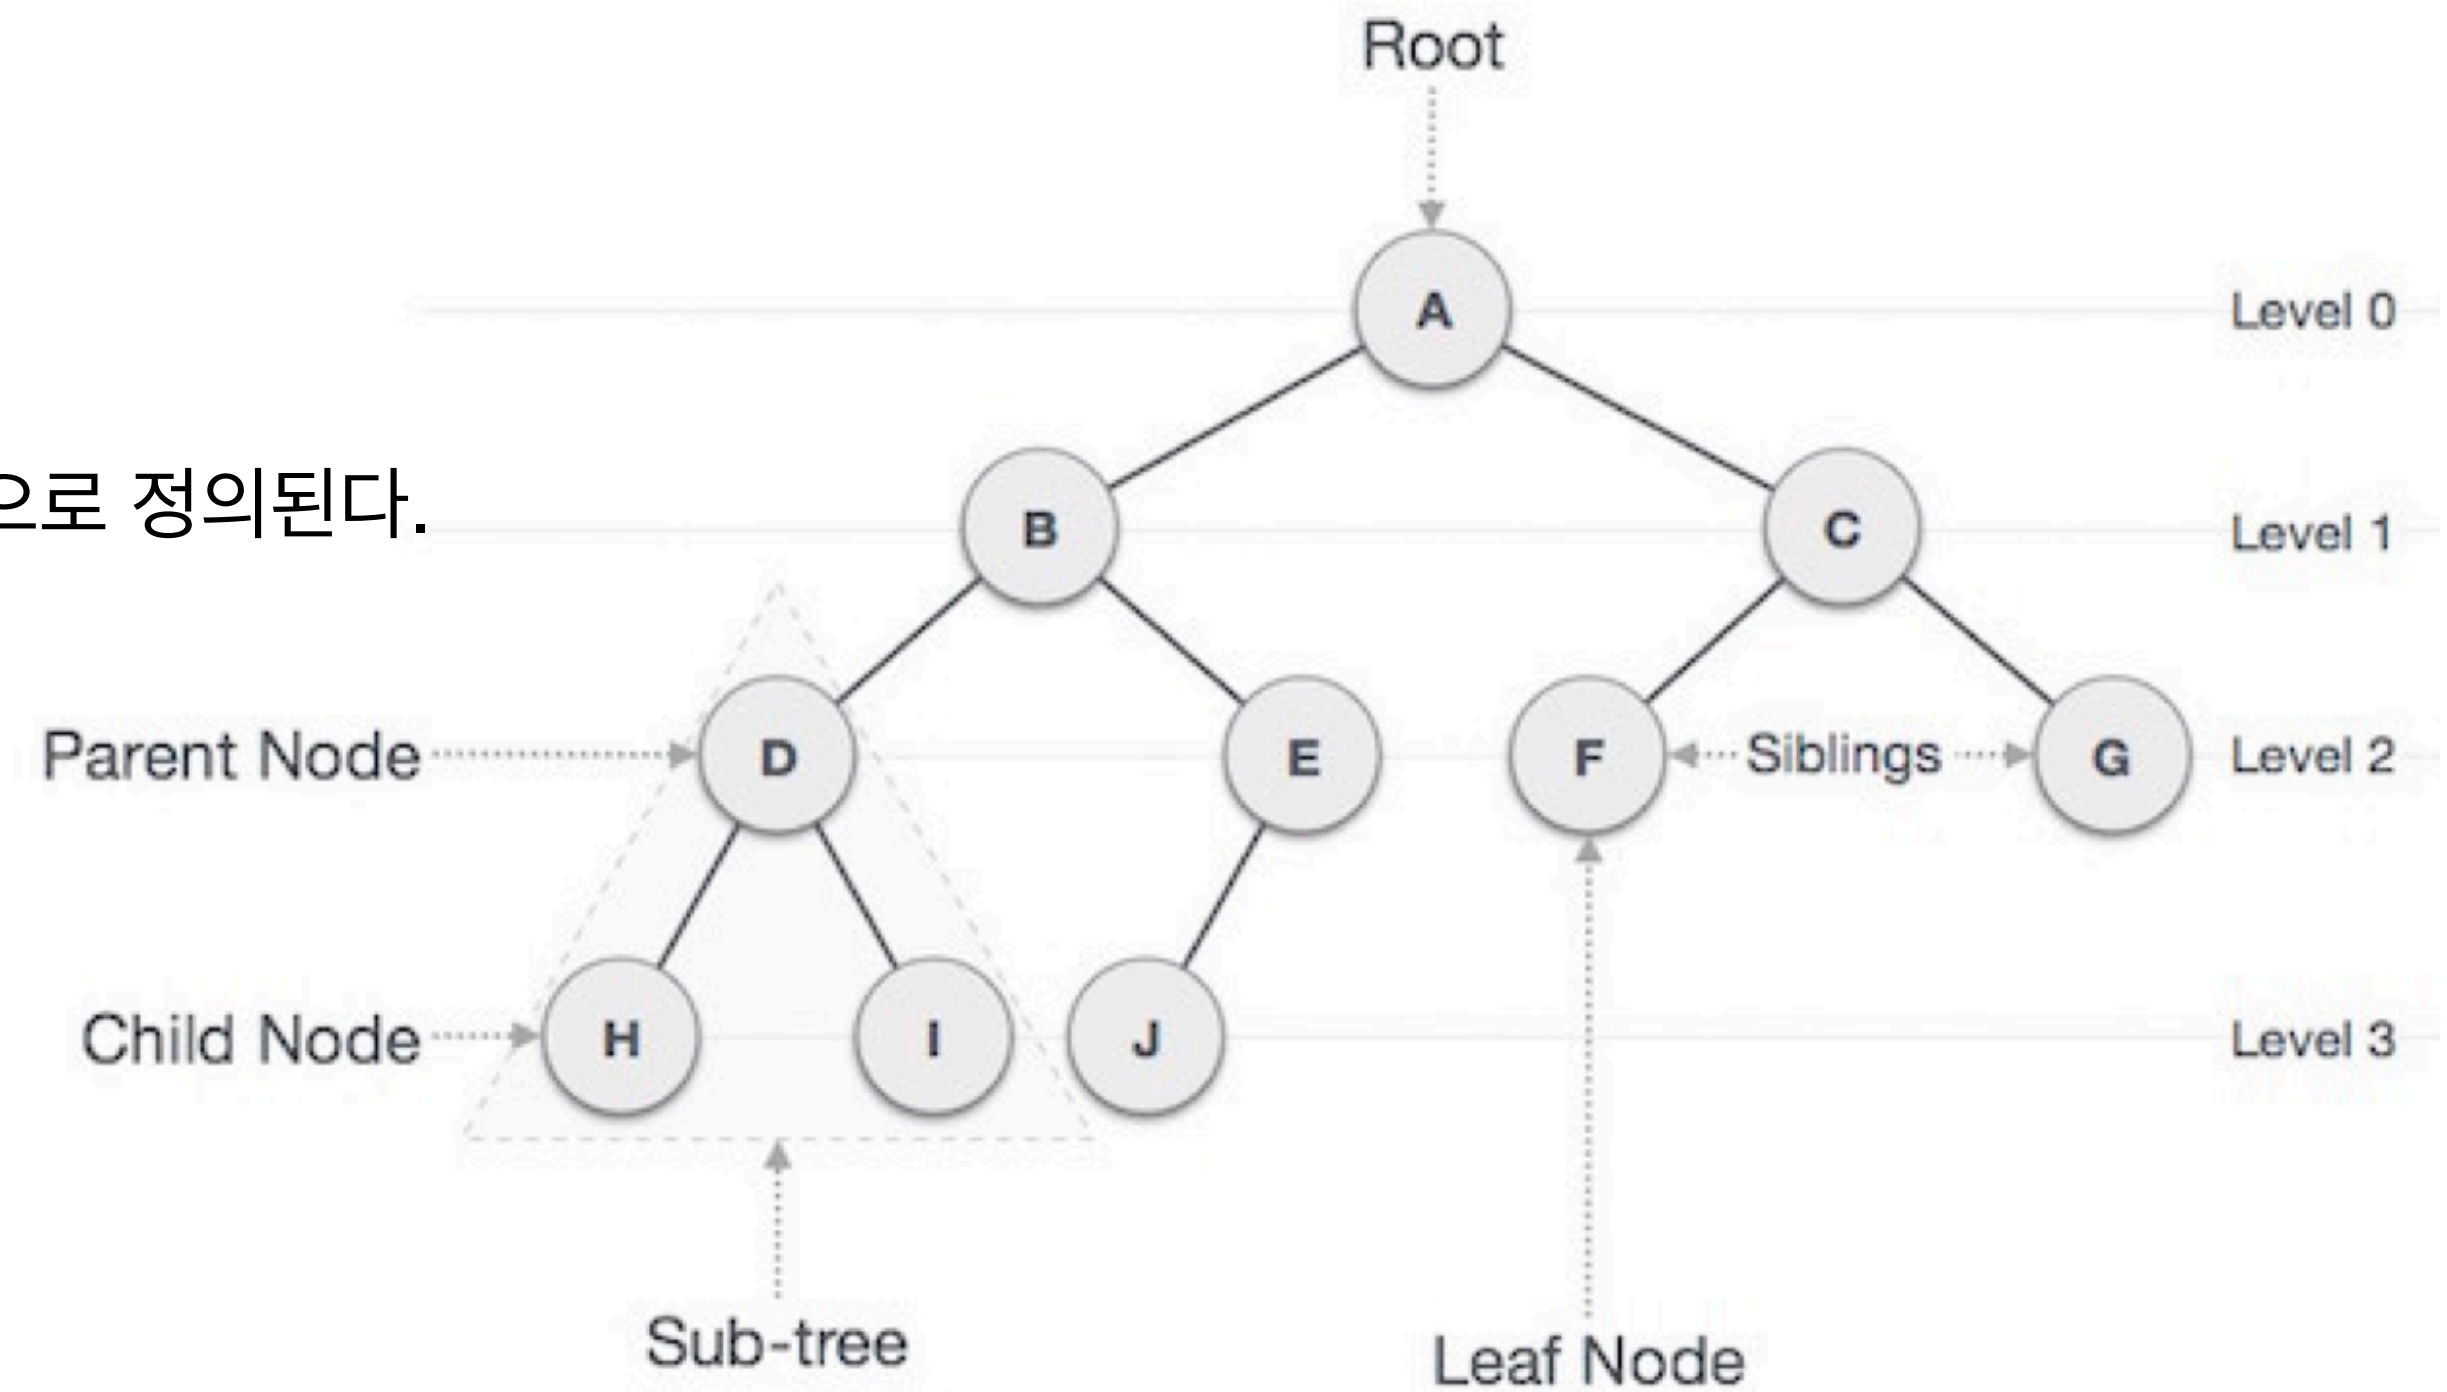 Root
A
Level 0
으로 정의된다.
B
C
Level 1
Parent Node
D
E
F
Siblings
G
Level 2
Child Node
H
I
J
Level 3
Sub-tree
Leaf Node